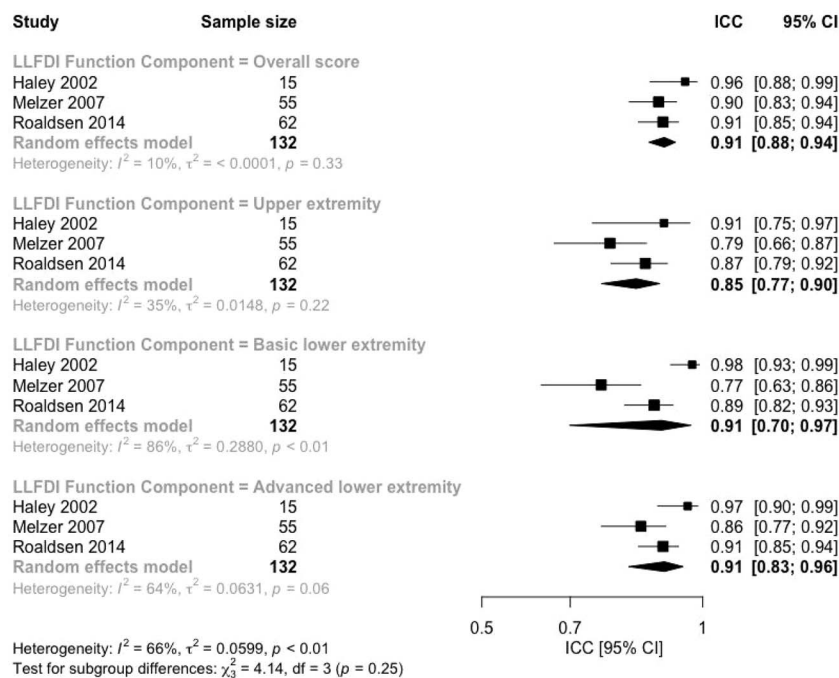 Study Sample size ICC 95% CI
LLFDI Function Component = Overall score
Haley 2002 15 0.96 [0.88; 0.99]
Melzer 2007 55 0.90 [0.83; 0.94]
Roaldsen 2014 62 0.91 [0.85; 0.94]
Random effects model 132 0.91 [0.88; 0.94]
Heterogeneity: I² = 10%, τ² = < 0.0001, p = 0.33
LLFDI Function Component = Upper extremity
Haley 2002 15 0.91 [0.75; 0.97]
Melzer 2007 55 0.79 [0.66; 0.87]
Roaldsen 2014 62 0.87 [0.79; 0.92]
Random effects model 132 0.85 [0.77; 0.90]
Heterogeneity: I² = 35%, τ² = 0.0148, p = 0.22
LLFDI Function Component = Basic lower extremity
Haley 2002 15 0.98 [0.93; 0.99]
Melzer 2007 55 0.77 [0.63; 0.86]
Roaldsen 2014 62 0.89 [0.82; 0.93]
Random effects model 132 0.91 [0.70; 0.97]
Heterogeneity: I² = 86%, τ² = 0.2880, p < 0.01
LLFDI Function Component = Advanced lower extremity
Haley 2002 15 0.97 [0.90; 0.99]
Melzer 2007 55 0.86 [0.77; 0.92]
Roaldsen 2014 62 0.91 [0.85; 0.94]
Random effects model 132 0.91 [0.83; 0.96]
Heterogeneity: I² = 64%, τ² = 0.0631, p = 0.06
0.5 0.7 1
ICC [95% CI]
Heterogeneity: I² = 66%, τ² = 0.0599, p < 0.01
Test for subgroup differences: χ²₃ = 4.14, df = 3 (p = 0.25)